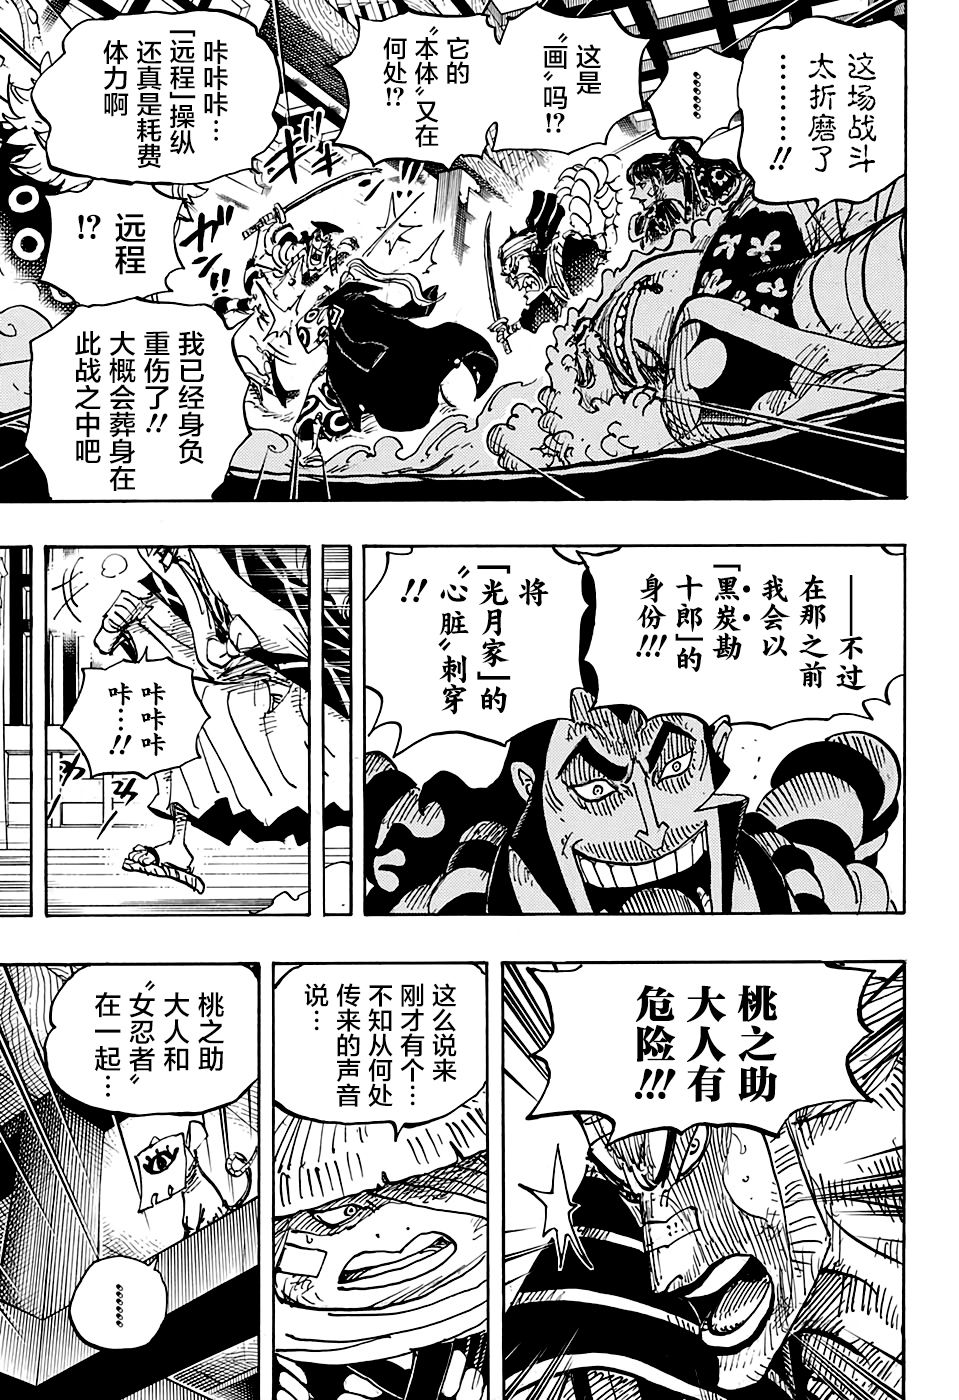 这场战斗
太折磨了
………!!
……
这是
〝画〞吗!?
它的
〝本体〞又在
何处!?
咔咔咔…
「远程」操纵
还真是耗费
体力啊
远程
!?
我已经身负
重伤了!!
大概会葬身在
此战之中吧
——不过
在那之前
我会以
「黑炭勘
十郎」的
身份!!!
将
「光月家」的
〝心脏〞刺穿
!!
咔咔咔
咔…!!
桃之助
大人有
危险!!!
这么说来
刚才有个…
不知从何处
传来的声音
说…
桃之助
大人和
〝女忍者〞
在一起…
……